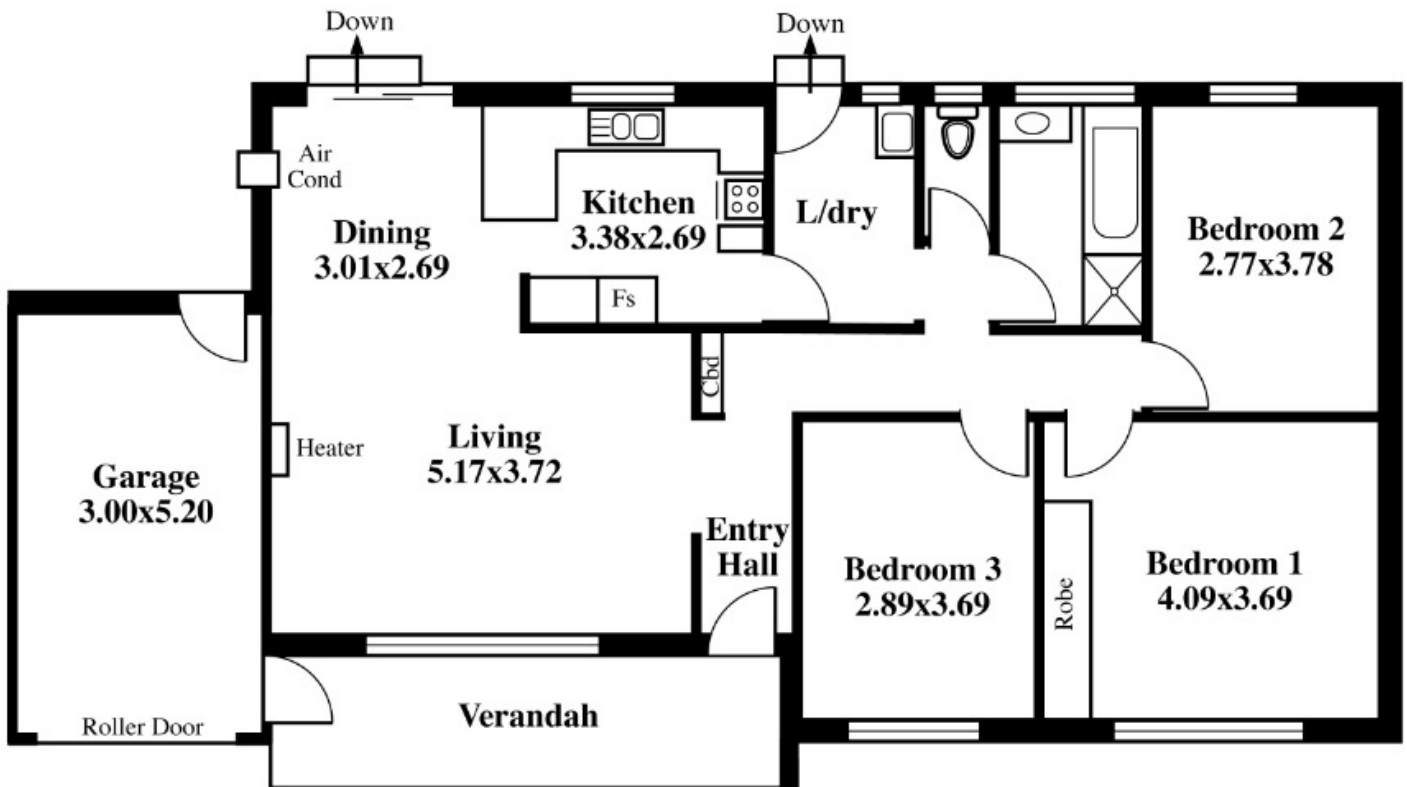 Down
Down
Air
Cond
Dining
3.01x2.69
Kitchen
3.38x2.69
L/dry
Bedroom 2
2.77x3.78
Fs
Cbd
Garage
3.00x5.20
Heater
Living
5.17x3.72
Entry
Hall
Bedroom 3
2.89x3.69
Robe
Bedroom 1
4.09x3.69
Roller Door
Verandah